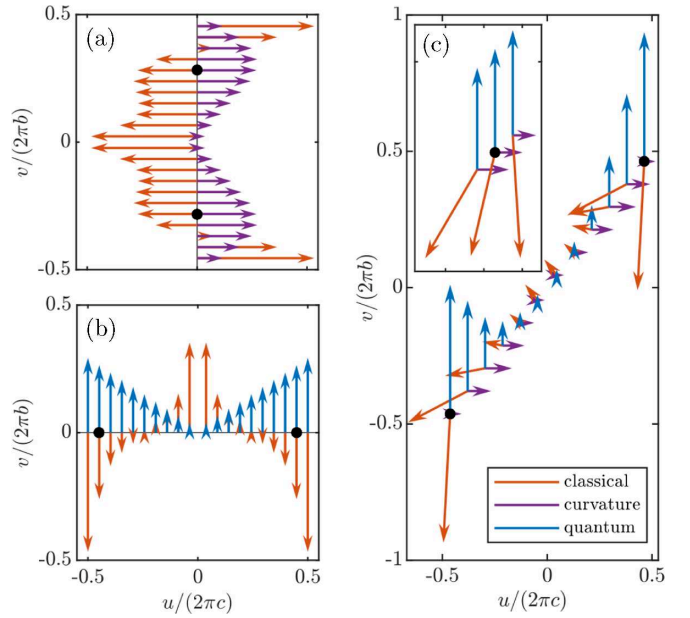 (a)
0.5
0
-0.5
v/(2πb)
(b)
0.5
0
-0.5
v/(2πb)
-0.5 0 0.5
u/(2πc)
(c)
1
0.5
0
-0.5
-1
v/(2πb)
classical
curvature
quantum
-0.5 0 0.5
u/(2πc)